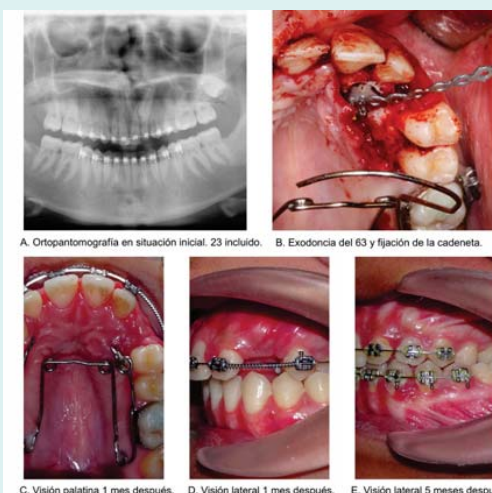 A. Ortopantomografía en situación inicial. 23 incluido.
B. Exodoncia del 63 y fijación de la cadeneta.
C. Visión palatina 1 mes después.
D. Visión lateral 1 mes después.
E. Visión lateral 5 meses despu